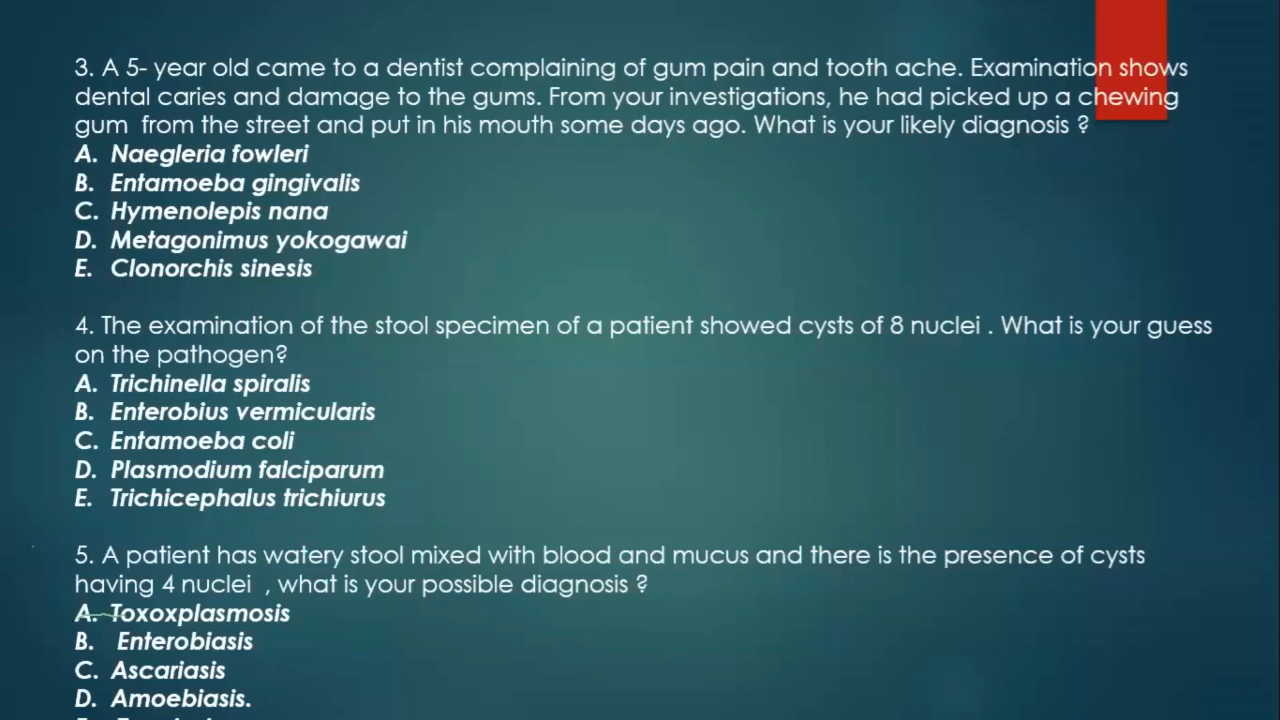 3. A 5- year old came to a dentist complaining of gum pain and tooth ache. Examination shows
dental caries and damage to the gums. From your investigations, he had picked up a chewing
gum from the street and put in his mouth some days ago. What is your likely diagnosis ?
A. Naegleria fowleri
B. Entamoeba gingivalis
C. Hymenolepis nana
D. Metagonimus yokogawai
E. Clonorchis sinesis
4. The examination of the stool specimen of a patient showed cysts of 8 nuclei . What is your guess
on the pathogen?
A. Trichinella spiralis
B. Enterobius vermicularis
C. Entamoeba coli
D. Plasmodium falciparum
E. Trichicephalus trichiurus
5. A patient has watery stool mixed with blood and mucus and there is the presence of cysts
having 4 nuclei , what is your possible diagnosis ?
A. Toxoxplasmosis
B. Enterobiasis
C. Ascariasis
D. Amoebiasis.